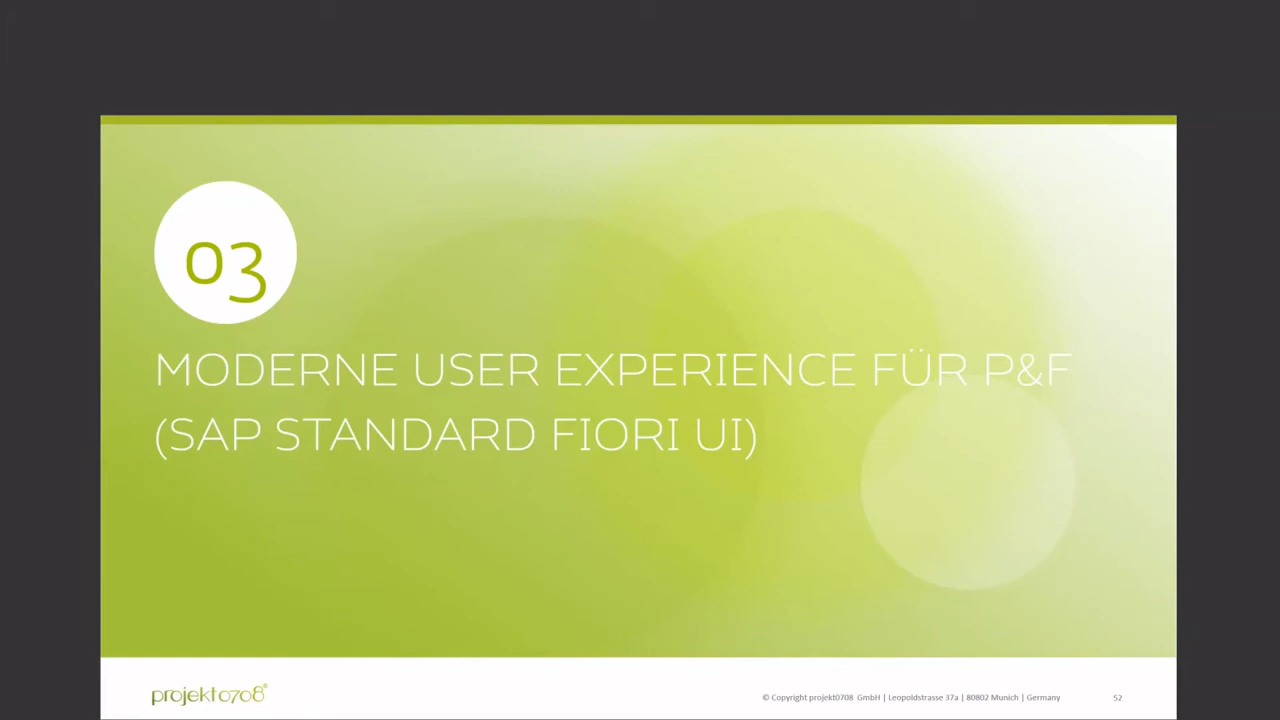 03
MODERNE USER EXPERIENCE FÜR P&F
(SAP STANDARD FIORI UI)
projekt0708®
© Copyright projekt0708 GmbH | Leopoldstrasse 37a | 80802 Munich | Germany
52